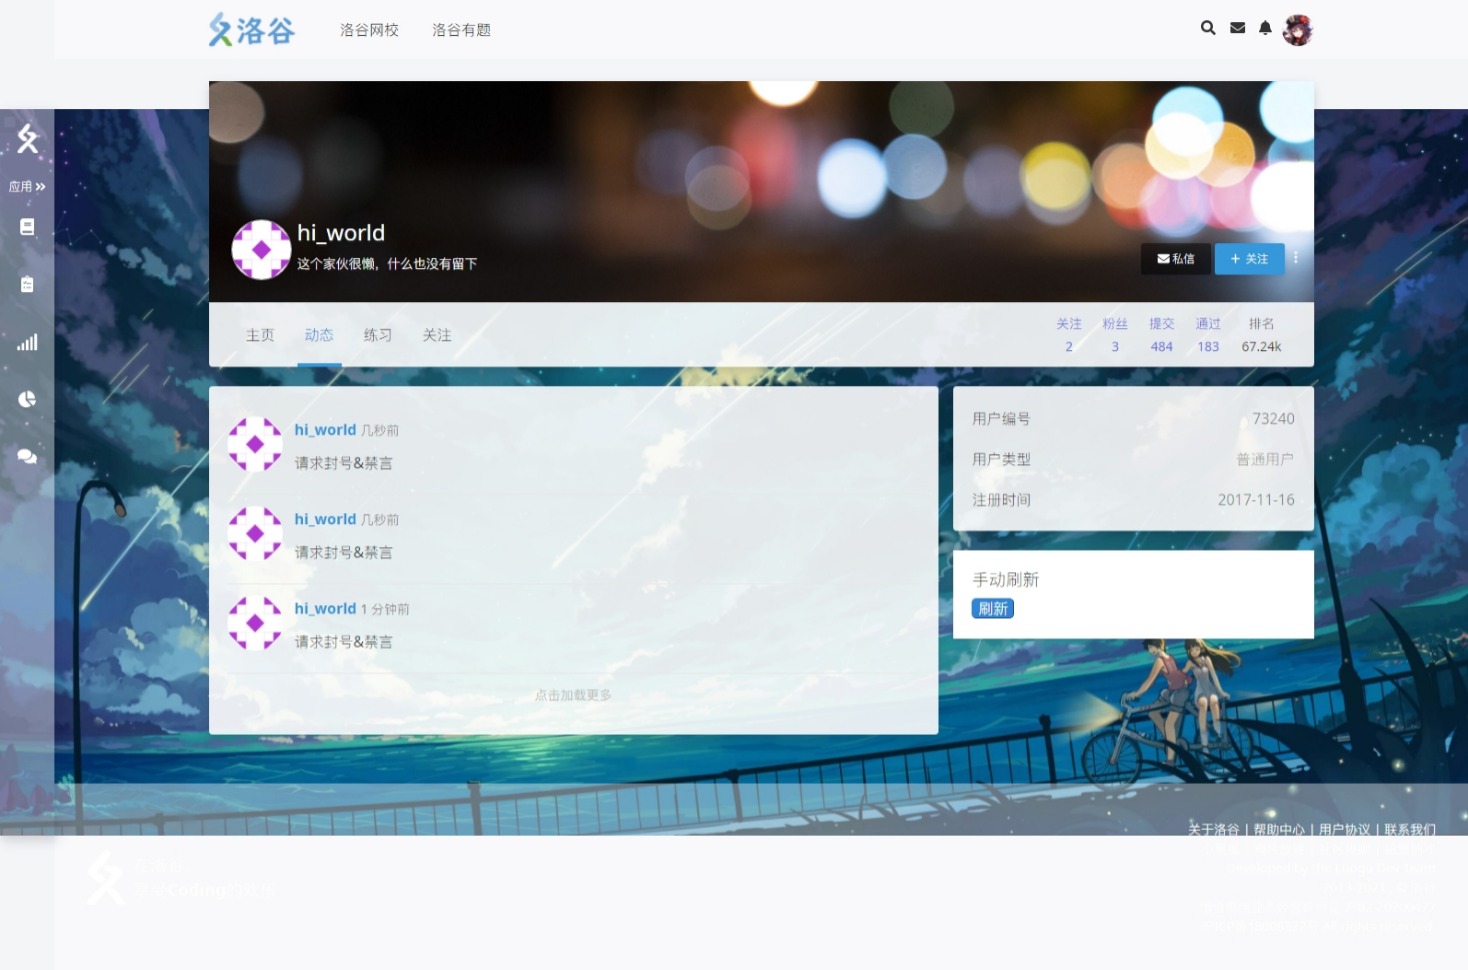 洛谷 洛谷网校 洛谷有题
应用
hi_world
这个家伙很懒，什么也没有留下
私信 + 关注
主页 动态 练习 关注
关注 粉丝 提交 通过 排名
2 3 484 183 67.24k
hi_world 几秒前
请求封号&禁言
hi_world 几秒前
请求封号&禁言
hi_world 1 分钟前
请求封号&禁言
点击加载更多
用户编号 73240
用户类型 普通用户
注册时间 2017-11-16
手动刷新
刷新
关于洛谷 | 帮助中心 | 用户协议 | 联系我们